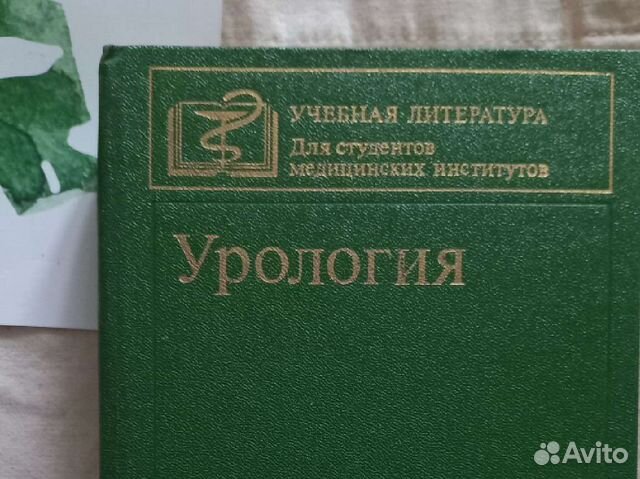 УЧЕБНАЯ ЛИТЕРАТУРА
Для студентов
медицинских институтов
Урология
Avito